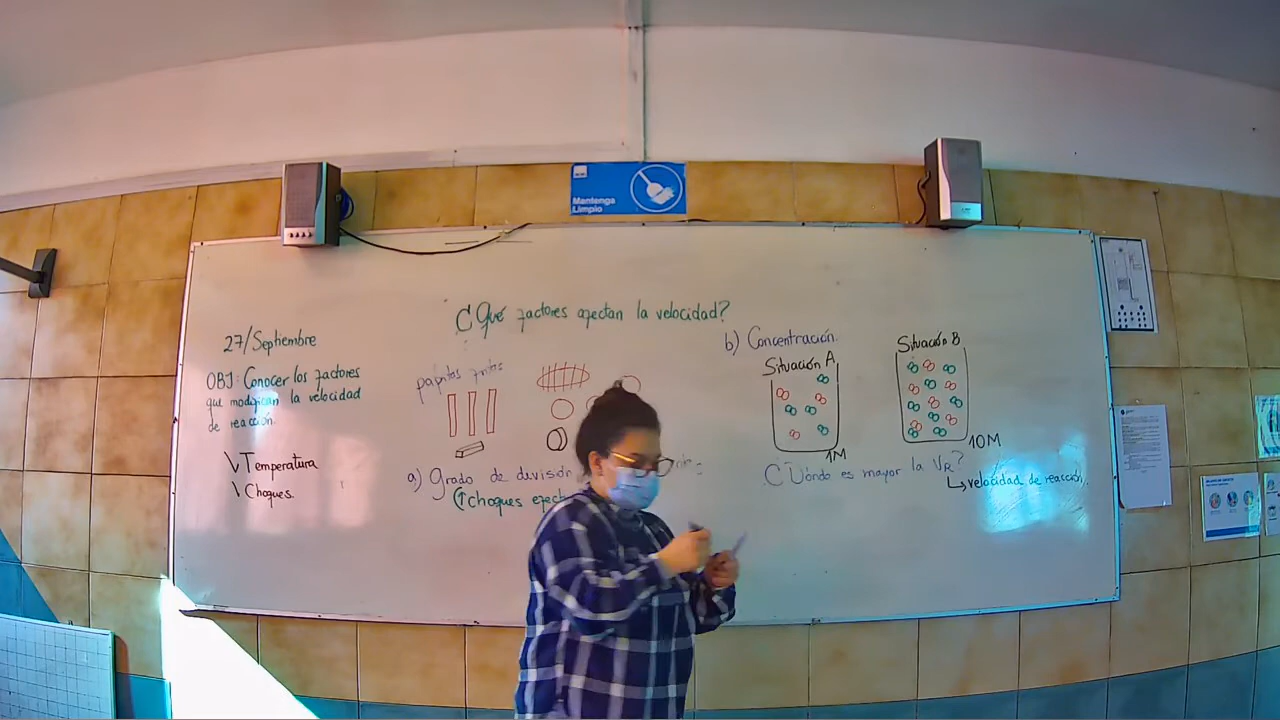 Mantenga
Limpio
¿Qué factores afectan la velocidad?
27/Septiembre
OBJ: Conocer los factores
que modifican la velocidad
de reacción
Temperatura
Choques
papitas fritas
a) Grado de divisón
↑choques efect
b) Concentración.
Situación A
1M
Situación B
10M
es mayor la VR?
↳ velocidad de reacción.